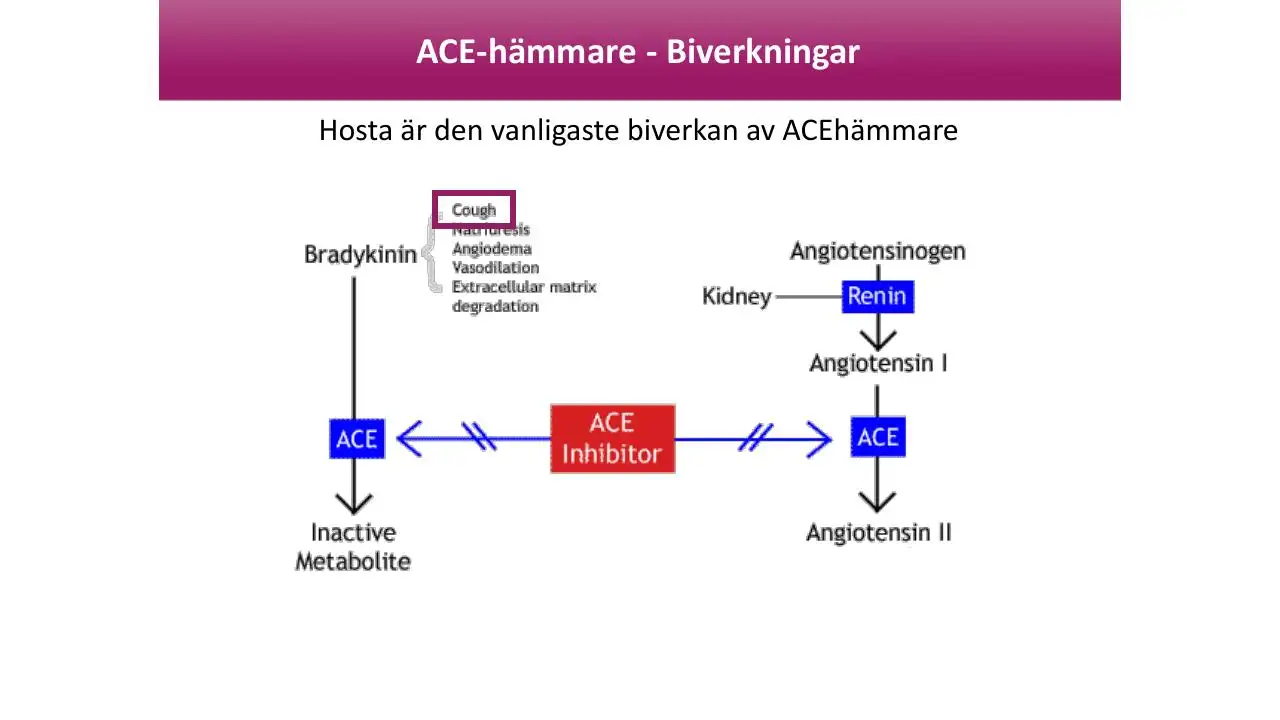 ACE-hämmare - Biverkningar
Hosta är den vanligaste biverkan av ACEhämmare
Cough
Natriuresis
Bradykinin
Angiodema
Vasodilation
Extracellular matrix
degradation
Angiotensinogen
Kidney
Renin
Angiotensin I
ACE
ACE
Inhibitor
ACE
Inactive
Metabolite
Angiotensin II